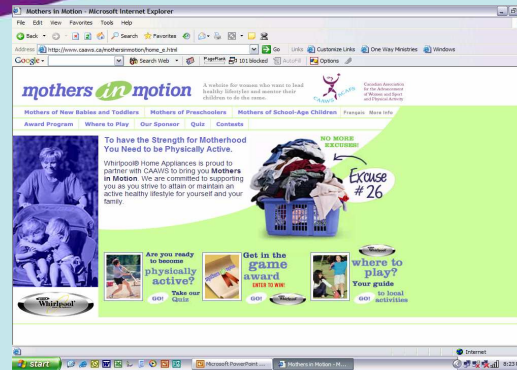 Mothers in Motion - Microsoft Internet Explorer
File Edit View Favorites Tools Help
Back Search Favorites
Address http://www.caaws.ca/mothersinmotion/home_e.html Go Links Customize Links One Way Ministries Windows
Google Search Web PageRank 101 blocked AutoFill Options
mothers in motion
A website for women who want to lead
healthy lifestyles and motivate their
children to do the same.
CAAWS ACAFS
Canadian Association
for the Advancement
of Women and Sport
and Physical Activity
Mothers of New Babies and Toddlers Mothers of Preschoolers Mothers of School-Age Children Français More Info
Award Program Where to Play Our Sponsor Quiz Contests
To have the Strength for Motherhood
You Need to be Physically Active.
Whirlpool® Home Appliances is proud to
partner with CAAWS to bring you Mothers
in Motion. We are committed to supporting
you as you strive to attain or maintain an
active healthy lifestyle for yourself and your
family.
NO MORE
EXCUSES!
Excuse
# 26
Are you ready
to become
physically
active?
Take our
GO! Quiz
Get in the
game
award
ENTER TO WIN!
GO!
where to
play?
Your guide
GO! to local
activities
Whirlpool
Internet
start Microsoft PowerPoint ... Mothers in Motion - M...